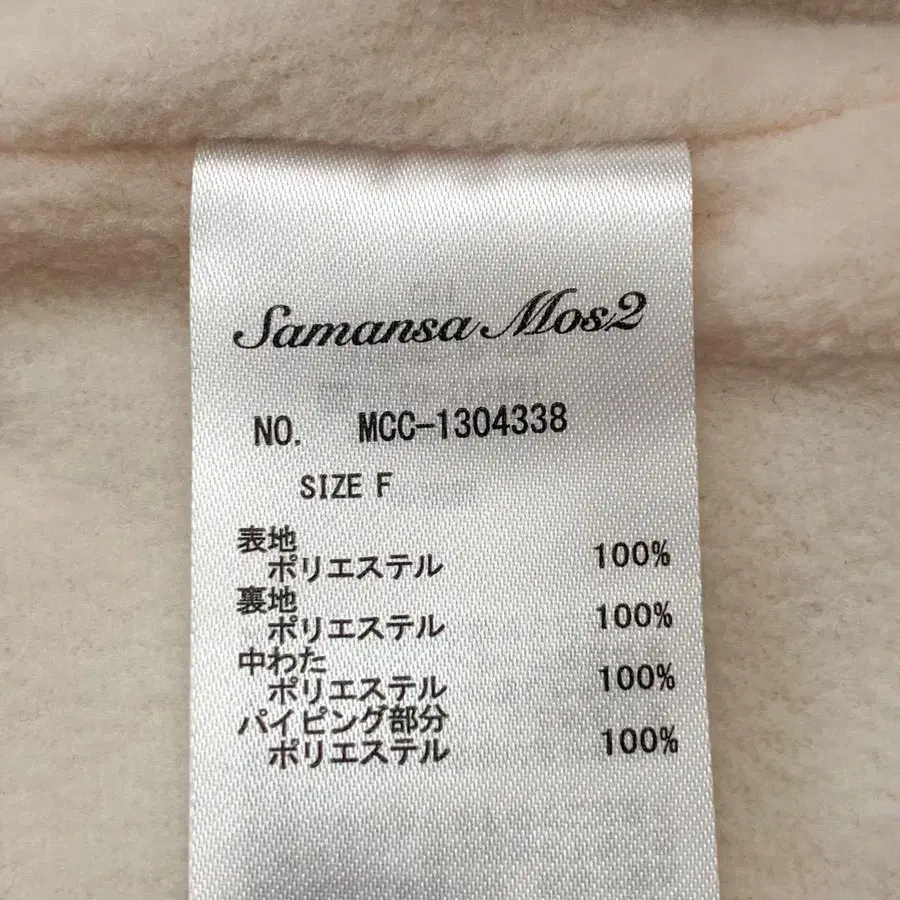 Samansa Mos2
NO. MCC-1304338
SIZE F
表地
ポリエステル 100%
裏地
ポリエステル 100%
中わた
ポリエステル 100%
パイピング部分
ポリエステル 100%